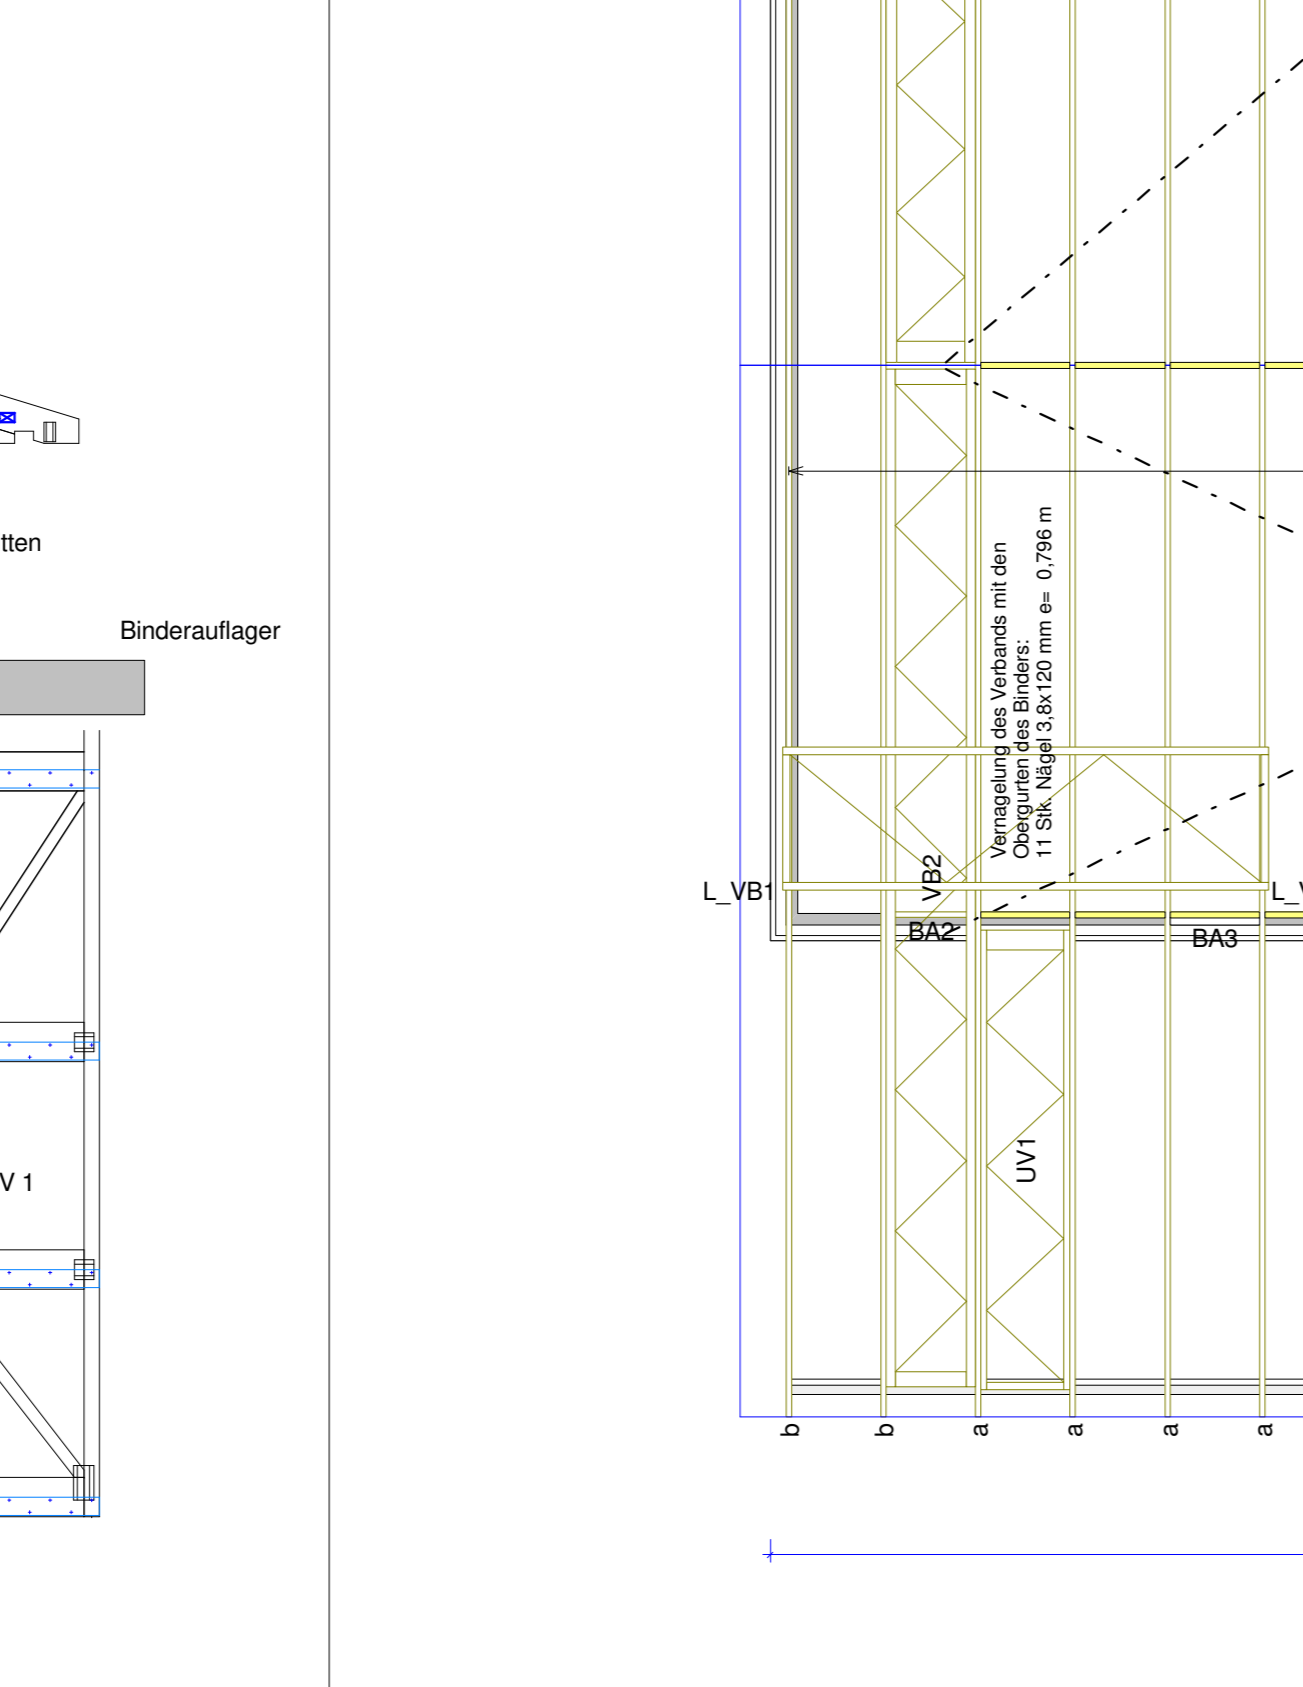 tten
Binderauflager
Vernagelung des Verbands mit den
Obergurten des Binders:
11 Stk. Nägel 3,8x120 mm e= 0,796 m
VB2
L_VB1
L_V
BA2
BA3
UV1
V 1
b
b
a
a
a
a